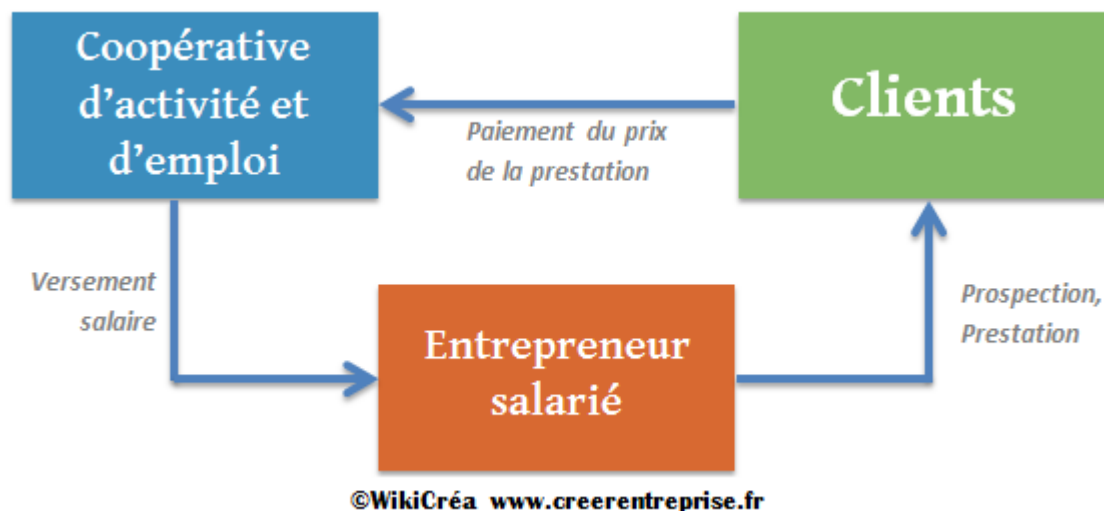 Coopérative
d'activité et
d'emploi
Clients
Paiement du prix
de la prestation
Versement
salaire
Entrepreneur
salarié
Prospection,
Prestation
©WikiCréa www.creerentreprise.fr